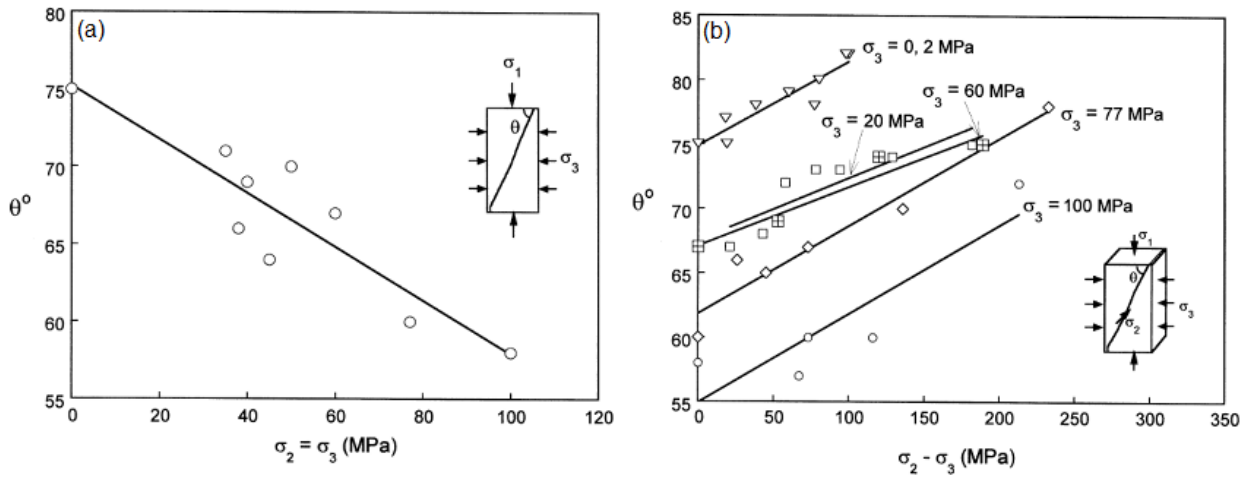 (a)
80
75
70
65
60
55
θ°
0
20
40
60
80
100
120
σ₂ = σ₃ (MPa)
σ₁
θ
σ₃
(b)
85
80
75
70
65
60
55
θ°
0
50
100
150
200
250
300
350
σ₂ - σ₃ (MPa)
σ₃ = 0, 2 MPa
σ₃ = 60 MPa
σ₃ = 20 MPa
σ₃ = 77 MPa
σ₃ = 100 MPa
σ₁
θ
σ₂
σ₃